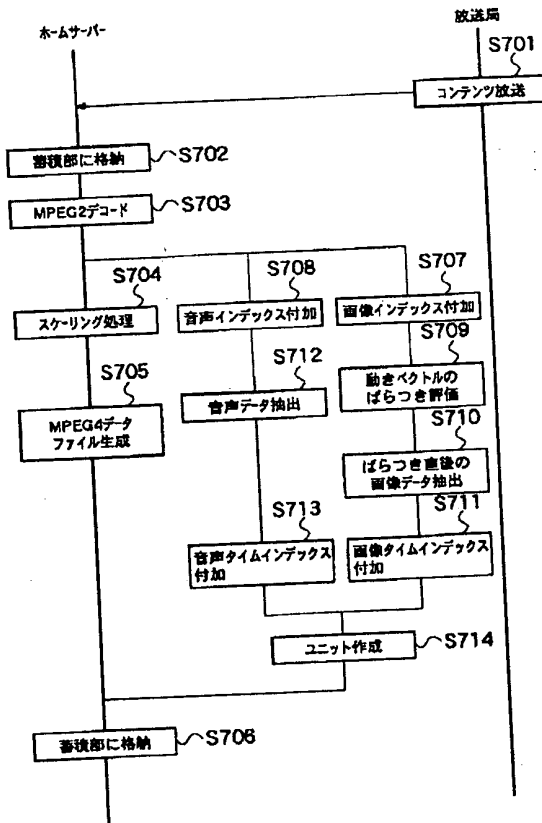 ホームサーバー
放送局
S701
コンテンツ放送
蓄積部に格納
S702
MPEG2デコード
S703
S704
スケーリング処理
S708
音声インデックス付加
S707
画像インデックス付加
S705
MPEG4データ
ファイル生成
S712
音声データ抽出
S709
動きベクトルの
ばらつき評価
S710
ばらつき直後の
画像データ抽出
S713
音声タイムインデックス
付加
S711
画像タイムインデックス
付加
ユニット作成
S714
蓄積部に格納
S706